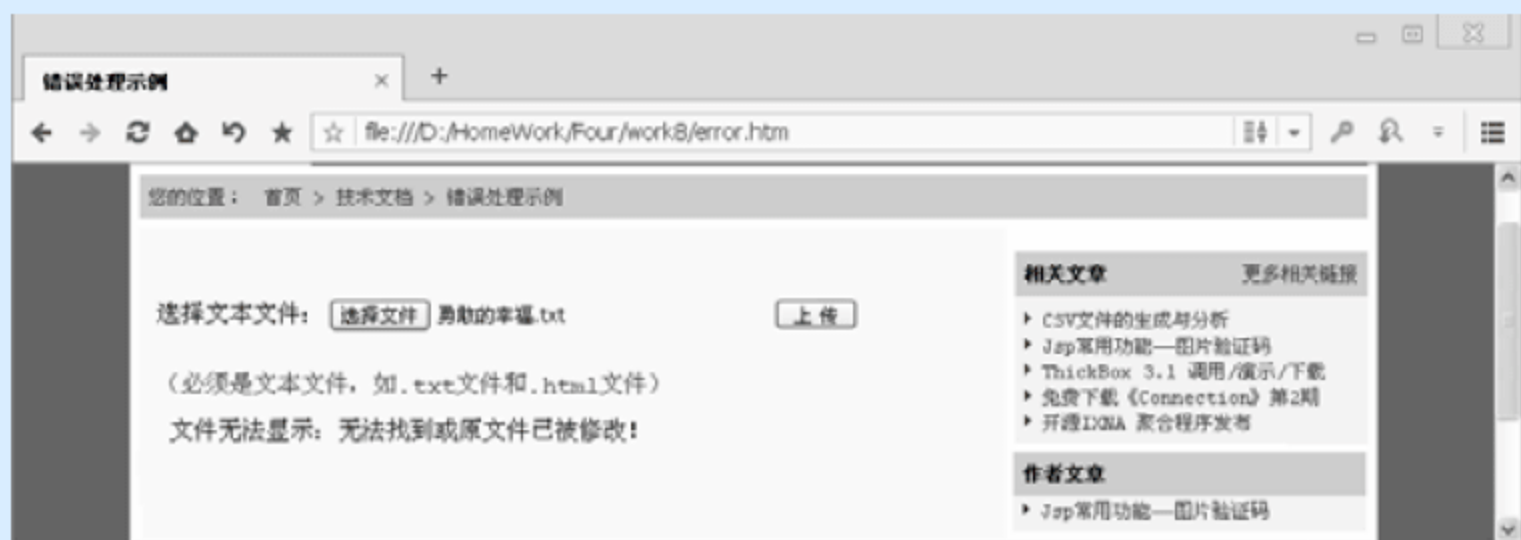 错误处理示例
file:///D:/HomeWork/Four/work8/error.htm
您的位置： 首页 > 技术文档 > 错误处理示例
选择文本文件： 选择文件 勇敢的幸福.txt 上 传
（必须是文本文件，如.txt文件和.html文件）
文件无法显示：无法找到或原文件已被修改！
相关文章 更多相关链接
CSV文件的生成与分析
Jsp常用功能——图片验证码
ThickBox 3.1 调用/演示/下载
免费下载《Connection》第2期
开源IXNA 聚合程序发布
作者文章
Jsp常用功能——图片验证码